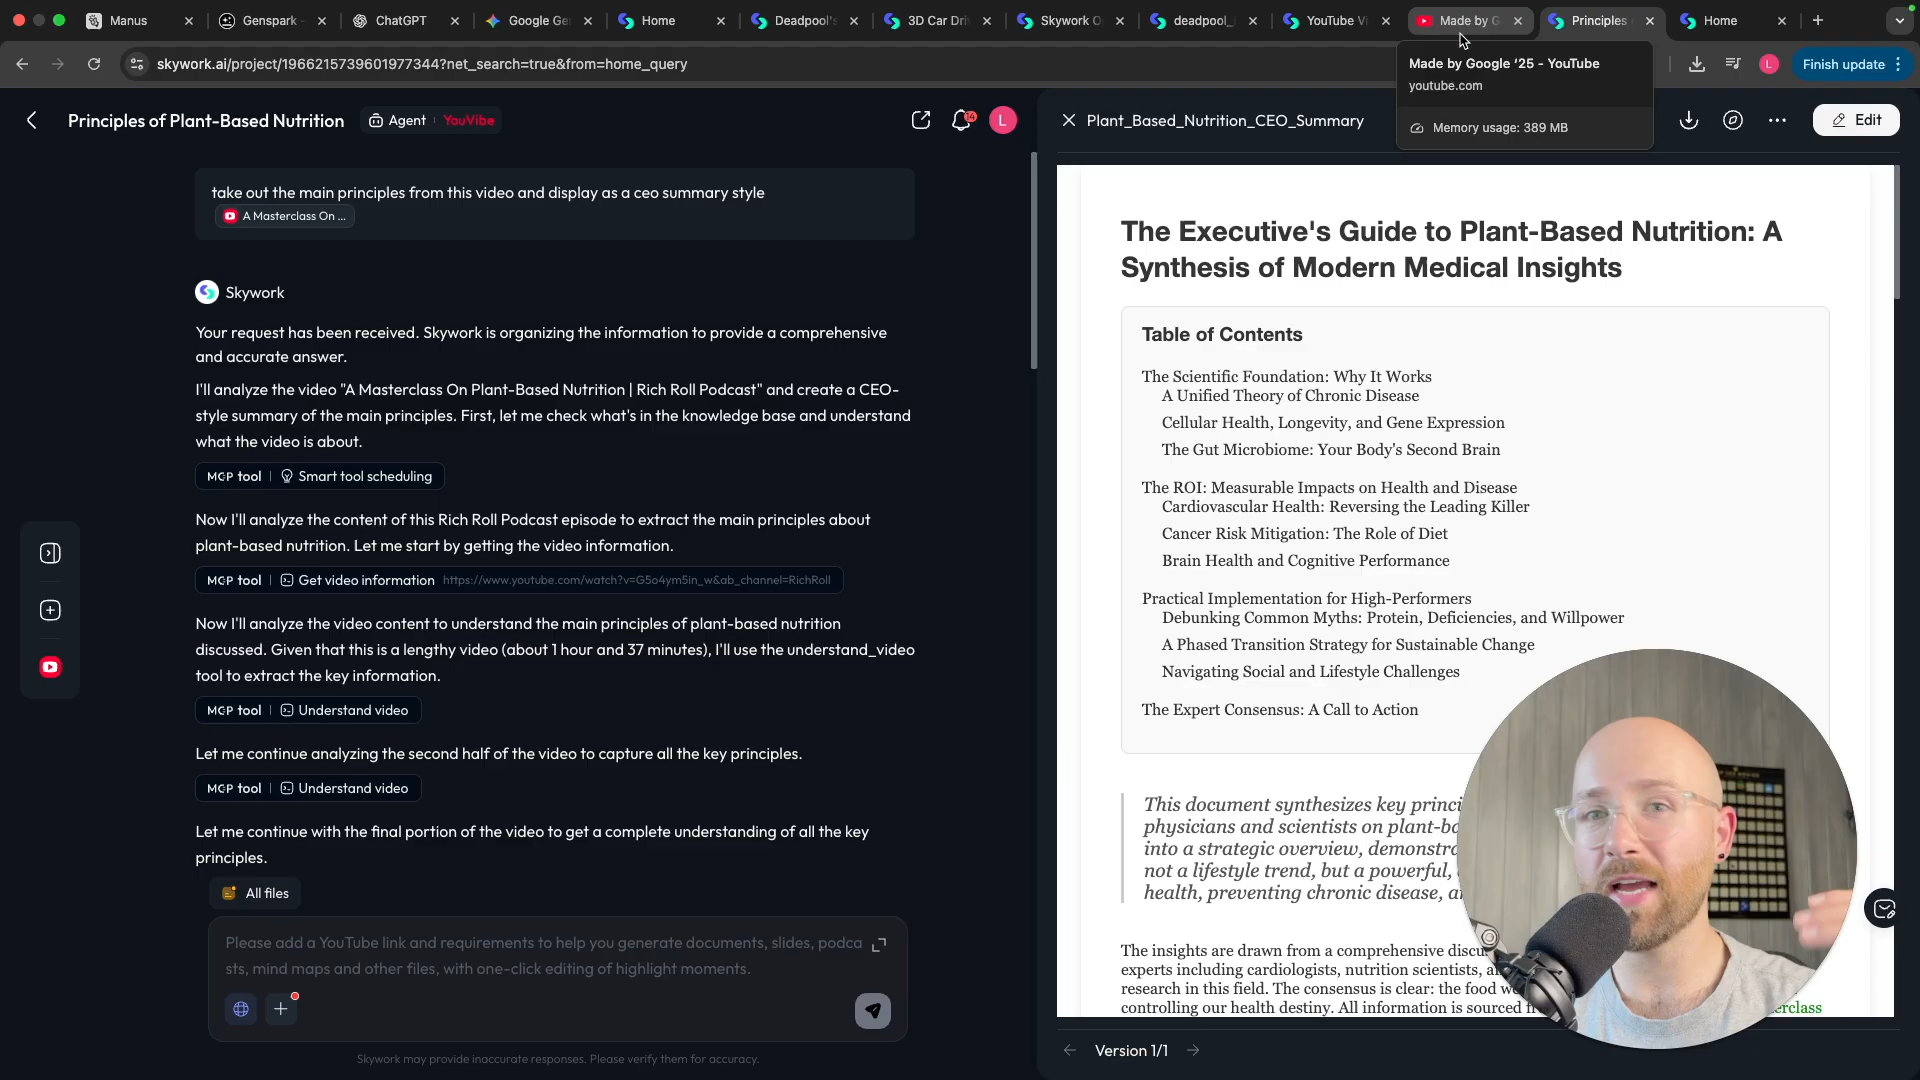 Manus
Genspark
ChatGPT
Google Ge
Home
Deadpool's
3D Car Dri
Skywork O
deadpool_
YouTube Vi
Made by G
Principles
Home
skywork.ai/project/1966215739601977344?net_search=true&from=home_query
L
Finish update
Made by Google ‘25 - YouTube
youtube.com
Memory usage: 389 MB
Principles of Plant-Based Nutrition
Agent
YouVibe
L
Plant_Based_Nutrition_CEO_Summary
Edit
take out the main principles from this video and display as a ceo summary style
A Masterclass On ...
Skywork
Your request has been received. Skywork is organizing the information to provide a comprehensive
and accurate answer.
I'll analyze the video "A Masterclass On Plant-Based Nutrition | Rich Roll Podcast" and create a CEO-
style summary of the main principles. First, let me check what's in the knowledge base and understand
what the video is about.
MCP tool | Smart tool scheduling
Now I'll analyze the content of this Rich Roll Podcast episode to extract the main principles about
plant-based nutrition. Let me start by getting the video information.
MCP tool | Get video information https://www.youtube.com/watch?v=G5o4ym5in_w&ab_channel=RichRoll
Now I'll analyze the video content to understand the main principles of plant-based nutrition
discussed. Given that this is a lengthy video (about 1 hour and 37 minutes), I'll use the understand_video
tool to extract the key information.
MCP tool | Understand video
Let me continue analyzing the second half of the video to capture all the key principles.
MCP tool | Understand video
Let me continue with the final portion of the video to get a complete understanding of all the key
principles.
All files
Please add a YouTube link and requirements to help you generate documents, slides, podca
sts, mind maps and other files, with one-click editing of highlight moments.
Skywork may provide inaccurate responses. Please verify them for accuracy.
The Executive's Guide to Plant-Based Nutrition: A
Synthesis of Modern Medical Insights
Table of Contents
The Scientific Foundation: Why It Works
A Unified Theory of Chronic Disease
Cellular Health, Longevity, and Gene Expression
The Gut Microbiome: Your Body's Second Brain
The ROI: Measurable Impacts on Health and Disease
Cardiovascular Health: Reversing the Leading Killer
Cancer Risk Mitigation: The Role of Diet
Brain Health and Cognitive Performance
Practical Implementation for High-Performers
Debunking Common Myths: Protein, Deficiencies, and Willpower
A Phased Transition Strategy for Sustainable Change
Navigating Social and Lifestyle Challenges
The Expert Consensus: A Call to Action
This document synthesizes key princi
physicians and scientists on plant-ba
into a strategic overview, demonstra
not a lifestyle trend, but a powerful,
health, preventing chronic disease, a
The insights are drawn from a comprehensive discu
experts including cardiologists, nutrition scientists, a
research in this field. The consensus is clear: the food w
controlling our health destiny. All information is sourced f
erclass
Version 1/1